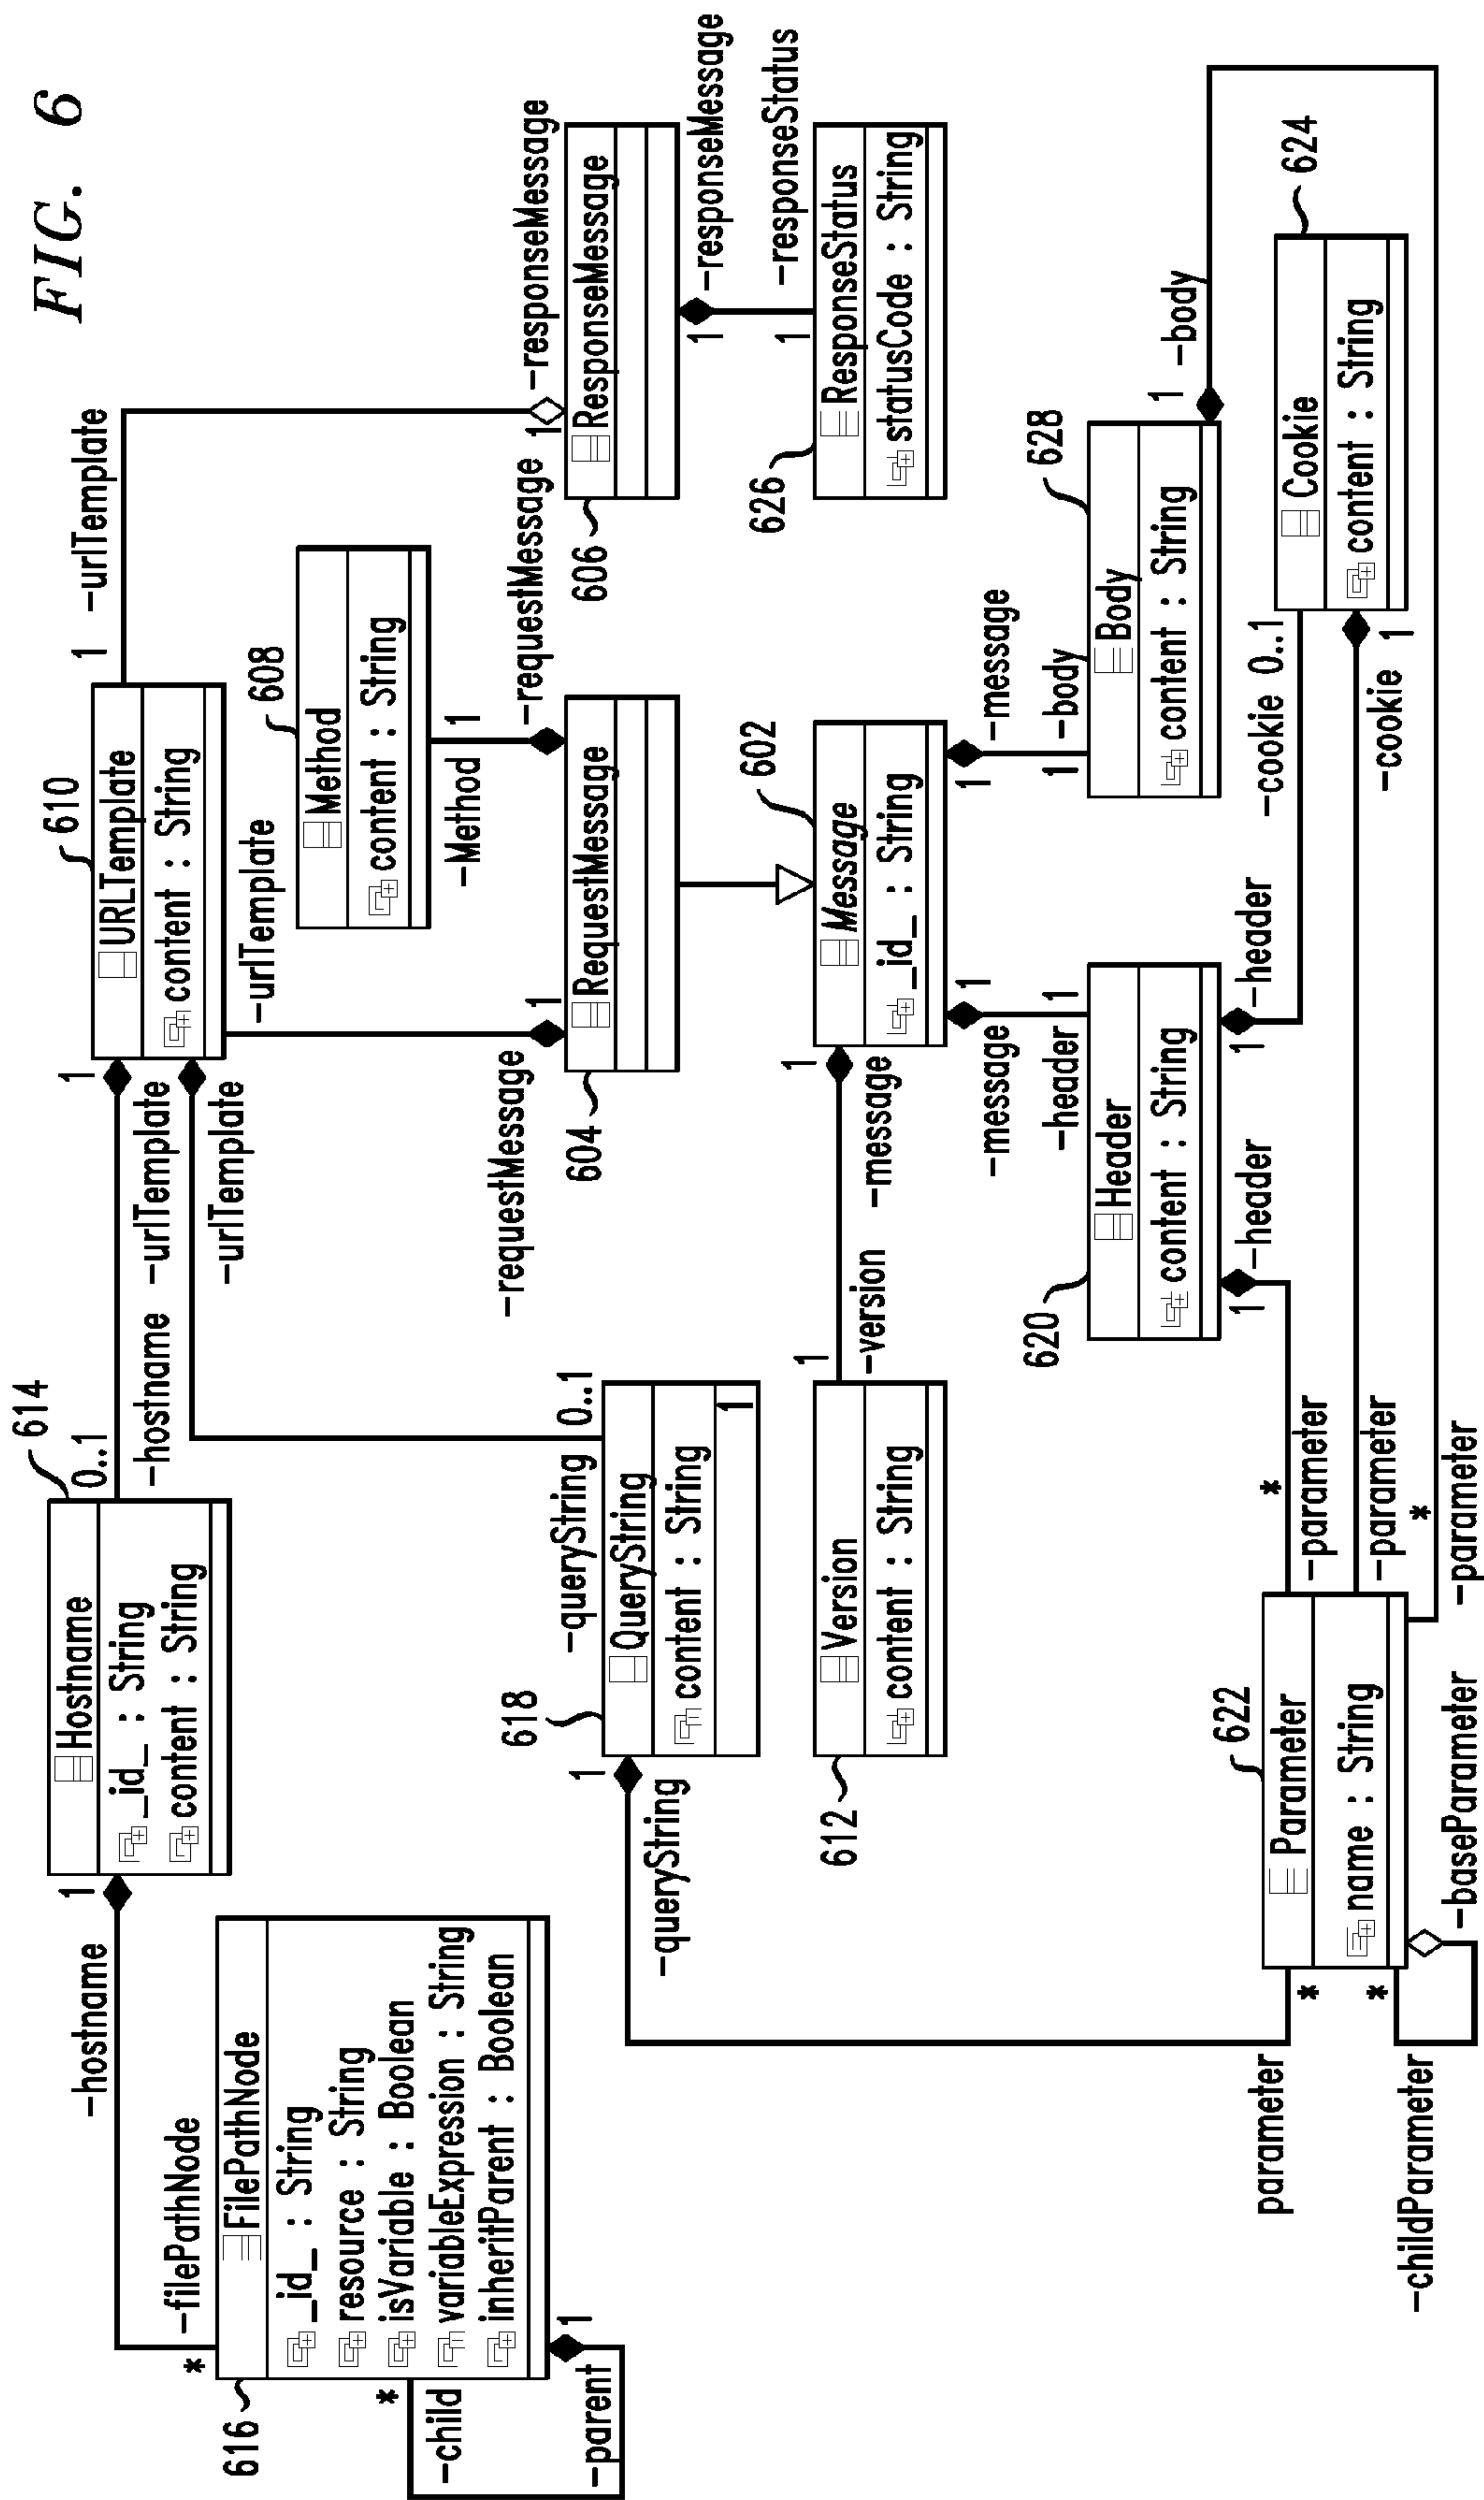 FIG. 6
614
Hostname
_id_ : String
content : String
1
-hostname
0..1
-hostname
1
-urlTemplate
-urlTemplate
610
URLTemplate
content : String
1
-urlTemplate
-urlTemplate
616
FilePathNode
_id_ : String
resource : String
isVariable : Boolean
variableExpression : String
inheritParent : Boolean
*
-filePathNode
*
-child
1
-parent
608
Method
content : String
-Method
1
-requestMessage
-requestMessage
1
604
RequestMessage
-responseMessage
1
606
ResponseMessage
1
-responseMessage
618
QueryString
content : String
1
-queryString
0..1
1
-queryString
612
Version
content : String
1
-version
1
-message
602
Message
_id_ : String
1
-message
1
-message
626
ResponseStatus
statusCode : String
1
-responseStatus
620
Header
content : String
-header
1
1
-header
1
-header
628
Body
content : String
1
-body
1
-body
622
Parameter
name : String
parameter
*
*
-childParameter
-baseParameter
*
-parameter
-parameter
*
-parameter
624
Cookie
content : String
-cookie 0..1
-cookie 1